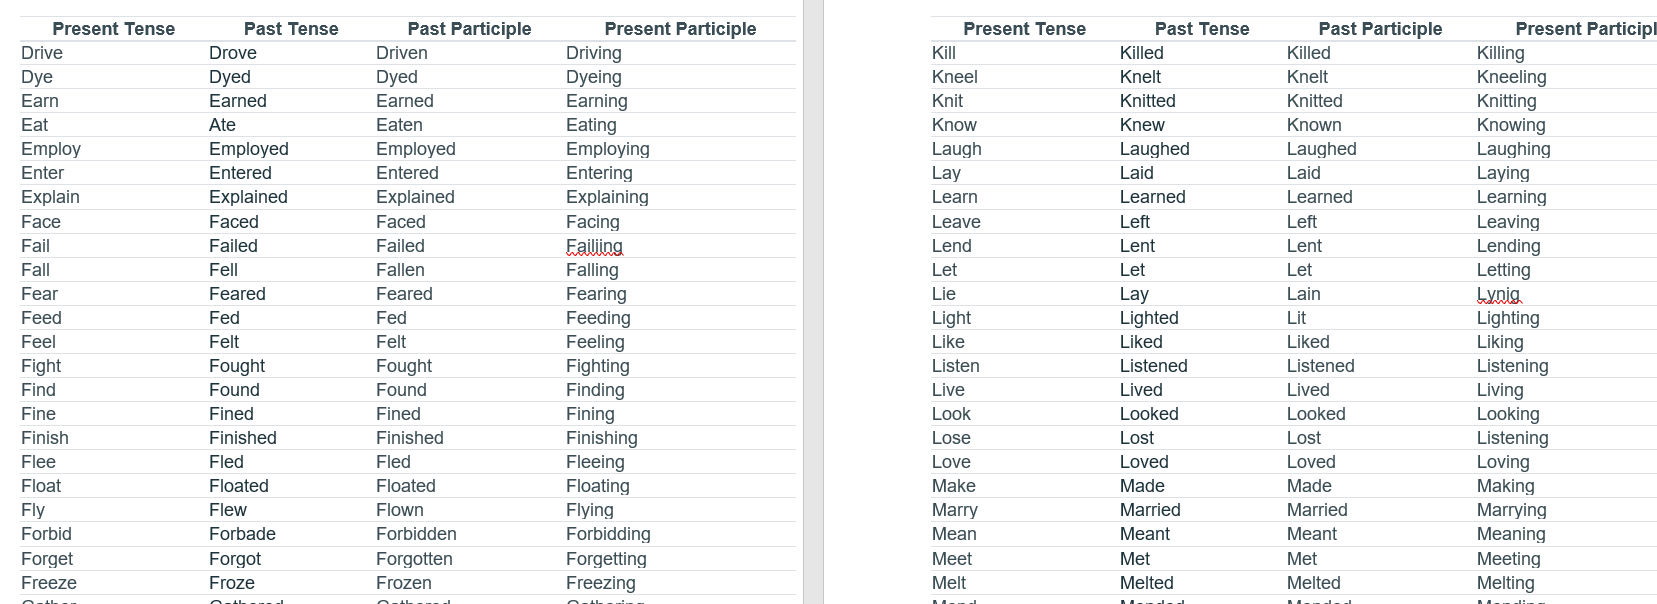 Present Tense Past Tense Past Participle Present Participle
Drive Drove Driven Driving
Dye Dyed Dyed Dyeing
Earn Earned Earned Earning
Eat Ate Eaten Eating
Employ Employed Employed Employing
Enter Entered Entered Entering
Explain Explained Explained Explaining
Face Faced Faced Facing
Fail Failed Failed Failiing
Fall Fell Fallen Falling
Fear Feared Feared Fearing
Feed Fed Fed Feeding
Feel Felt Felt Feeling
Fight Fought Fought Fighting
Find Found Found Finding
Fine Fined Fined Fining
Finish Finished Finished Finishing
Flee Fled Fled Fleeing
Float Floated Floated Floating
Fly Flew Flown Flying
Forbid Forbade Forbidden Forbidding
Forget Forgot Forgotten Forgetting
Freeze Froze Frozen Freezing
Present Tense Past Tense Past Participle Present Participl
Kill Killed Killed Killing
Kneel Knelt Knelt Kneeling
Knit Knitted Knitted Knitting
Know Knew Known Knowing
Laugh Laughed Laughed Laughing
Lay Laid Laid Laying
Learn Learned Learned Learning
Leave Left Left Leaving
Lend Lent Lent Lending
Let Let Let Letting
Lie Lay Lain Lynig
Light Lighted Lit Lighting
Like Liked Liked Liking
Listen Listened Listened Listening
Live Lived Lived Living
Look Looked Looked Looking
Lose Lost Lost Listening
Love Loved Loved Loving
Make Made Made Making
Marry Married Married Marrying
Mean Meant Meant Meaning
Meet Met Met Meeting
Melt Melted Melted Melting